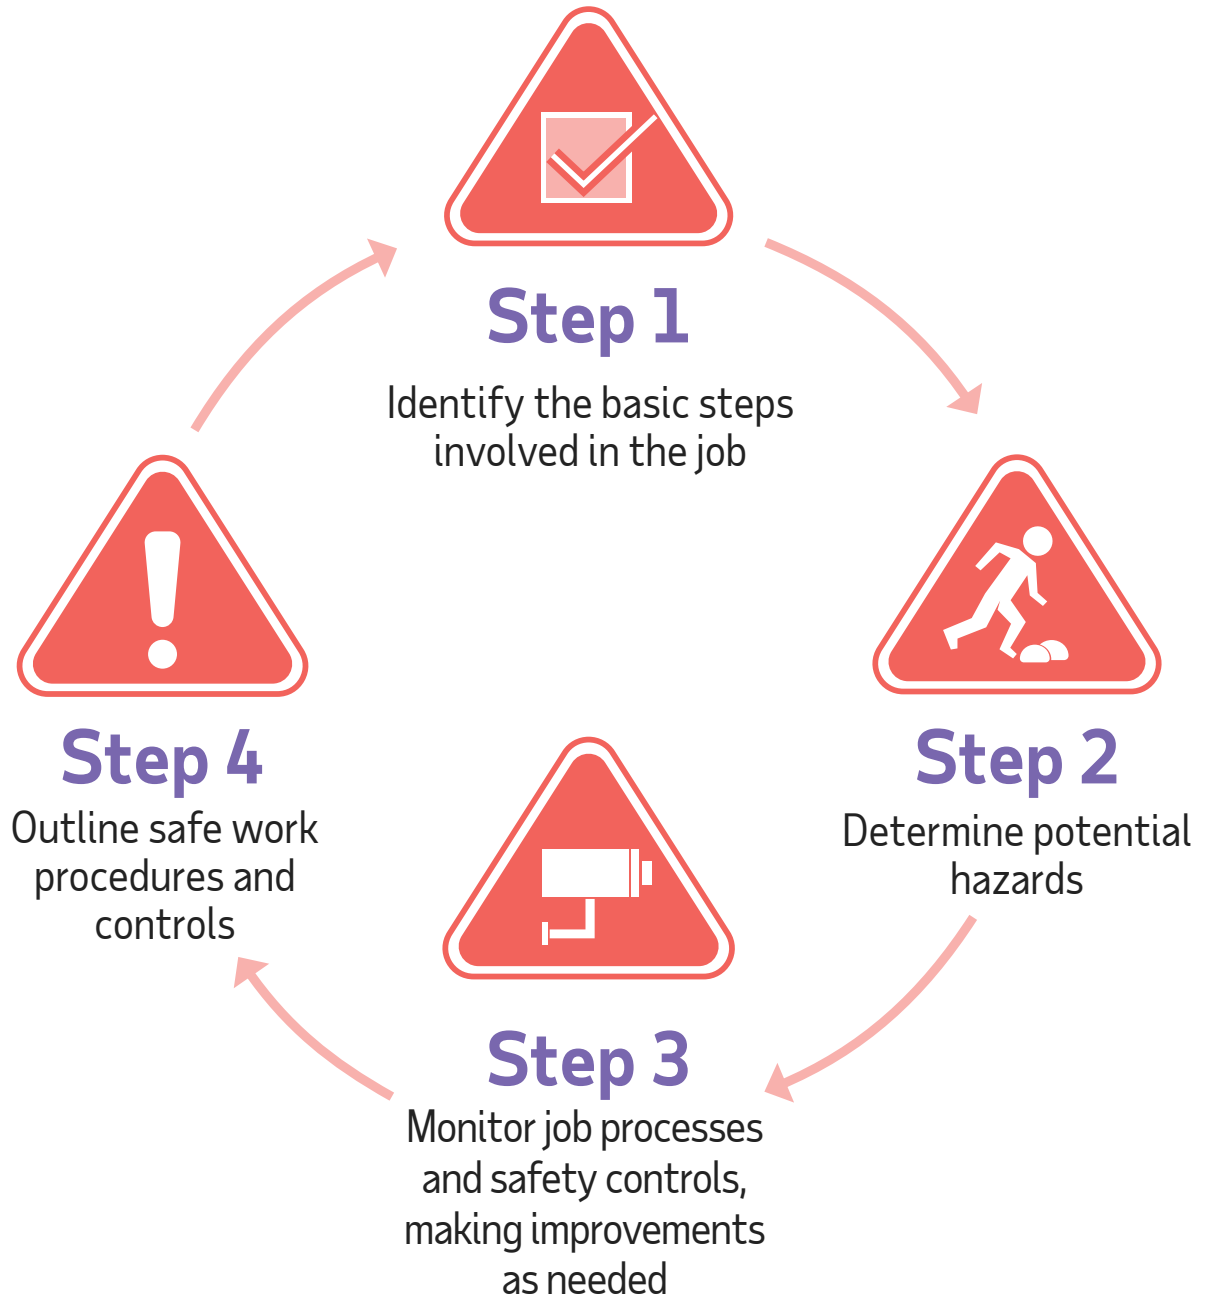 Step 1
Identify the basic steps
involved in the job
Step 2
Determine potential
hazards
Step 3
Monitor job processes
and safety controls,
making improvements
as needed
Step 4
Outline safe work
procedures and
controls